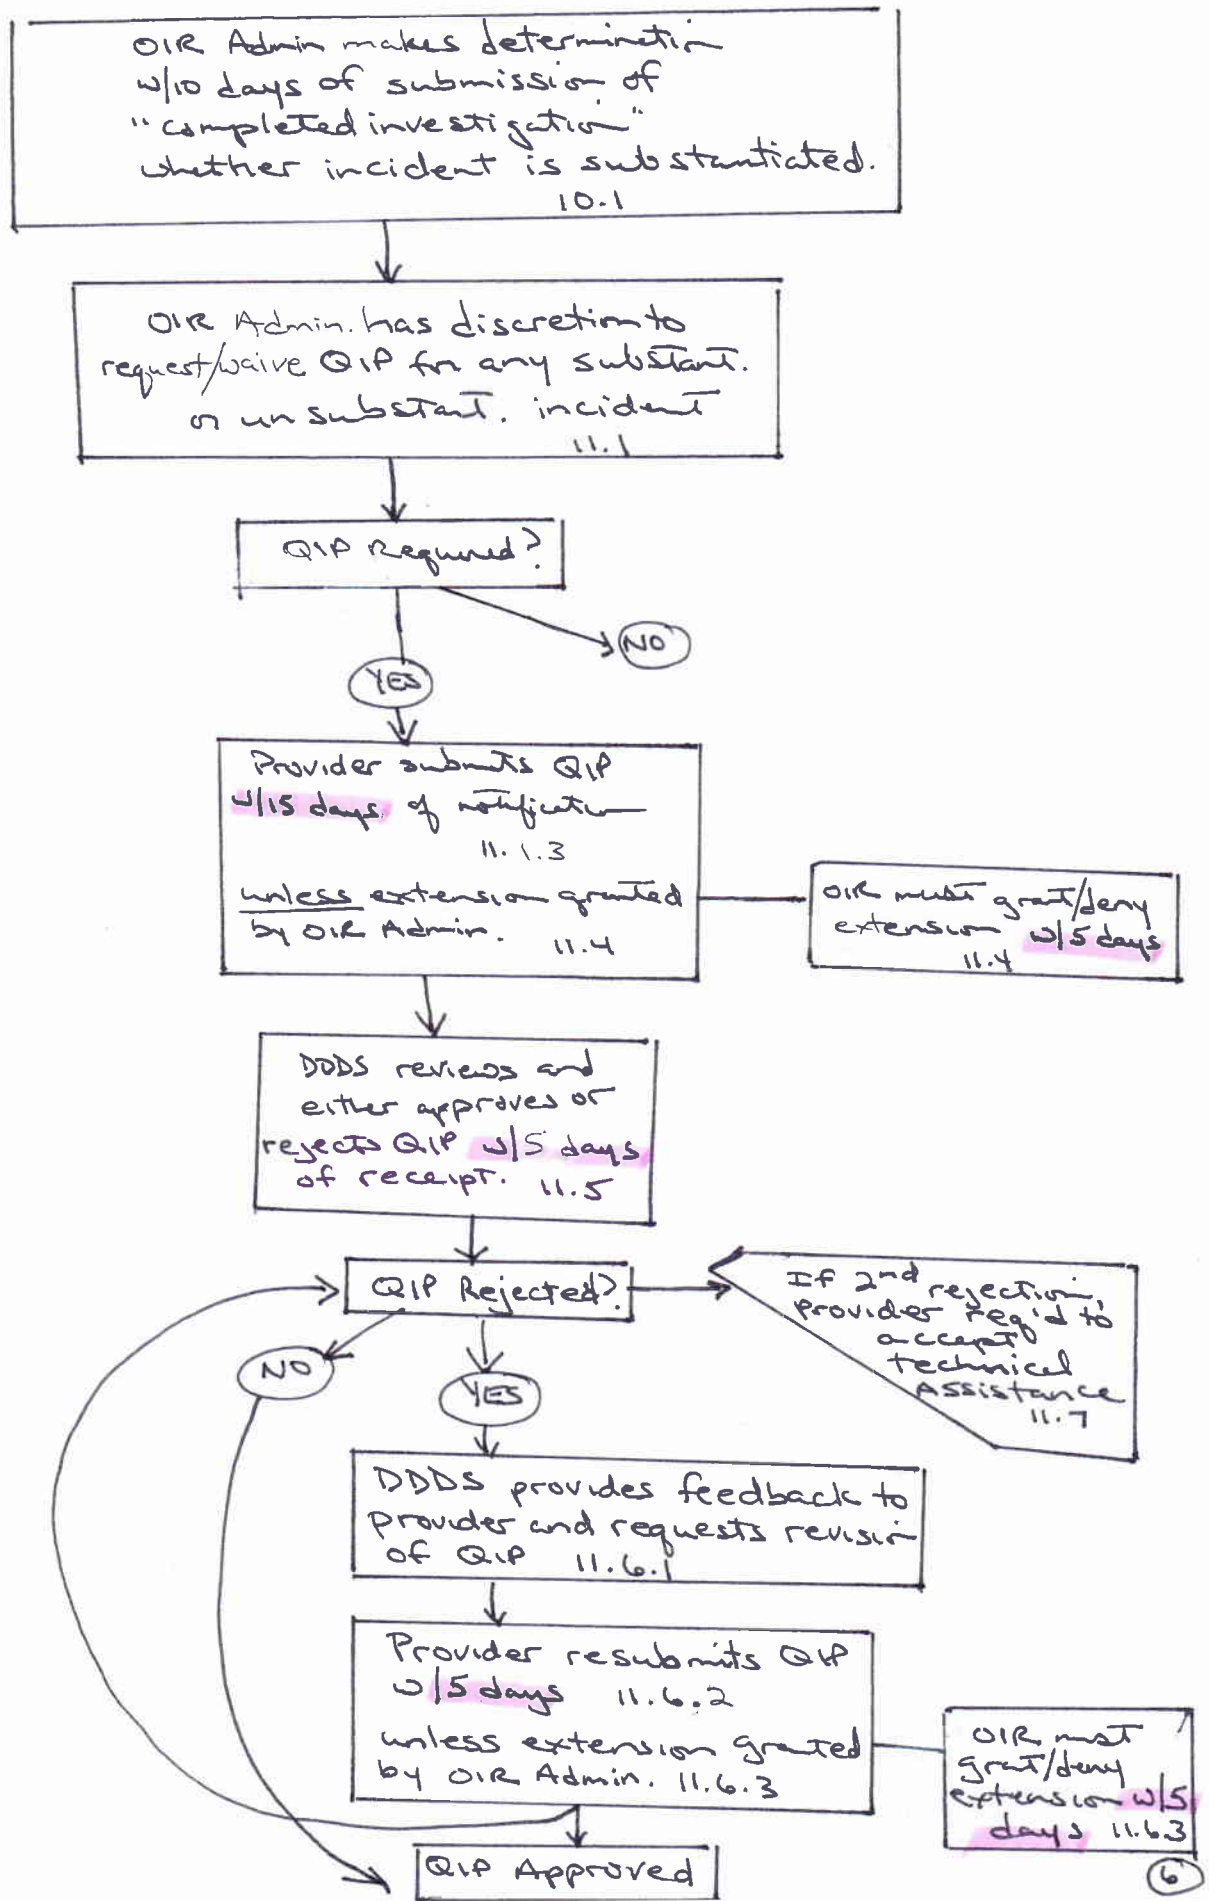 OIR Admin makes determination
w/10 days of submission of
"completed investigation"
whether incident is substantiated.
10.1
OIR Admin. has discretion to
request/waive QIP for any substant.
or unsubstant. incident
11.1
QIP Required?
NO
YES
Provider submits QIP
w/15 days of notification
11.1.3
unless extension granted
by OIR Admin. 11.4
OIR must grant/deny
extension w/5 days
11.4
DDDS reviews and
either approves or
rejects QIP w/5 days
of receipt. 11.5
QIP Rejected?
If 2nd rejection,
provider req'd to
accept
technical
Assistance
11.7
NO
YES
DDDS provides feedback to
provider and requests revision
of QIP 11.6.1
Provider resubmits QIP
w/5 days 11.6.2
unless extension granted
by OIR Admin. 11.6.3
OIR must
grant/deny
extension w/5
days 11.6.3
QIP Approved
6